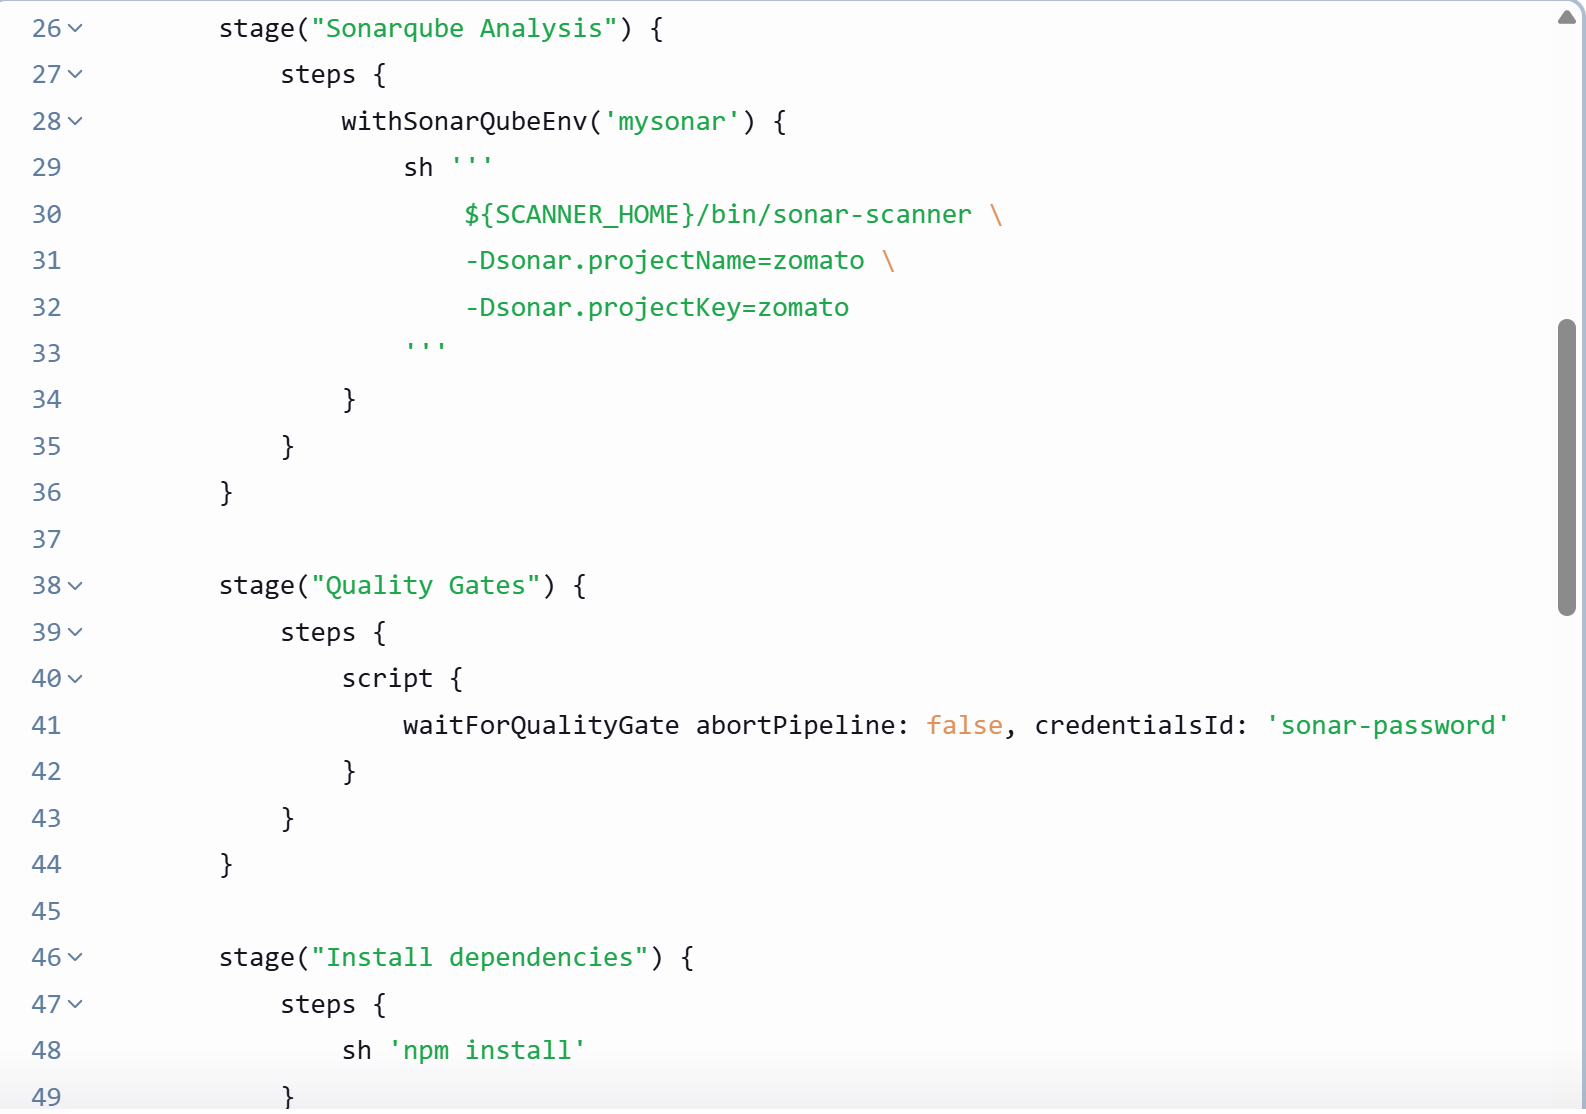 26 stage("Sonarqube Analysis") {
27 steps {
28 withSonarQubeEnv('mysonar') {
29 sh '''
30 ${SCANNER_HOME}/bin/sonar-scanner \
31 -Dsonar.projectName=zomato \
32 -Dsonar.projectKey=zomato
33 '''
34 }
35 }
36 }
37
38 stage("Quality Gates") {
39 steps {
40 script {
41 waitForQualityGate abortPipeline: false, credentialsId: 'sonar-password'
42 }
43 }
44 }
45
46 stage("Install dependencies") {
47 steps {
48 sh 'npm install'
49 }